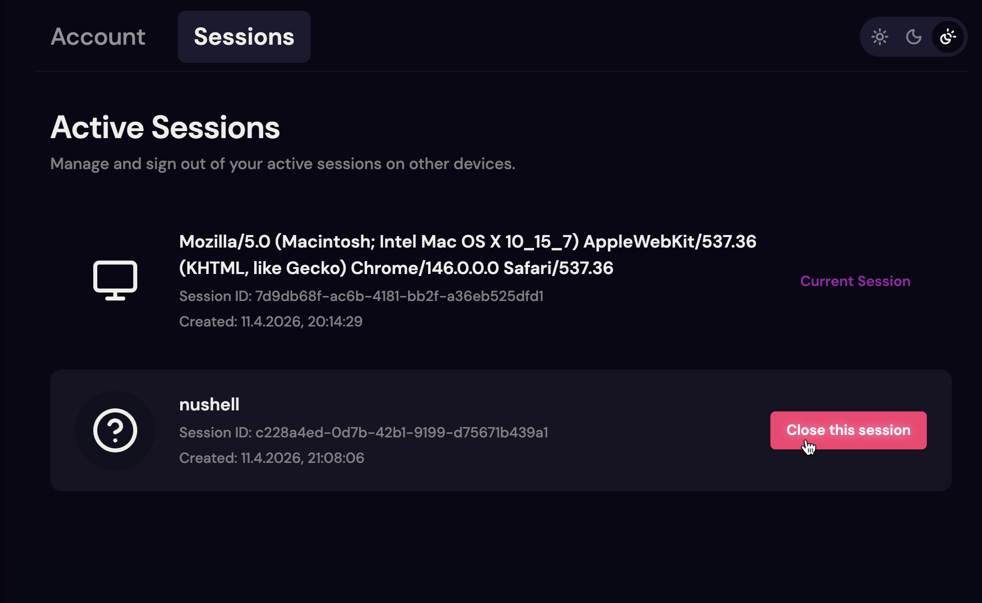 Account
Sessions
Active Sessions
Manage and sign out of your active sessions on other devices.
Mozilla/5.0 (Macintosh; Intel Mac OS X 10_15_7) AppleWebKit/537.36
(KHTML, like Gecko) Chrome/146.0.0.0 Safari/537.36
Session ID: 7d9db68f-ac6b-4181-bb2f-a36eb525dfd1
Created: 11.4.2026, 20:14:29
Current Session
nushell
Session ID: c228a4ed-0d7b-42b1-9199-d75671b439a1
Created: 11.4.2026, 21:08:06
Close this session